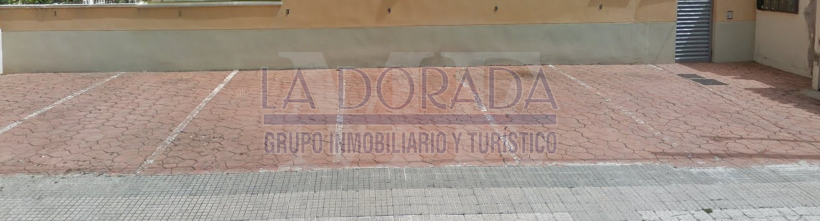 LA DORADA
GRUPO INMOBILIARIO Y TURÍSTICO